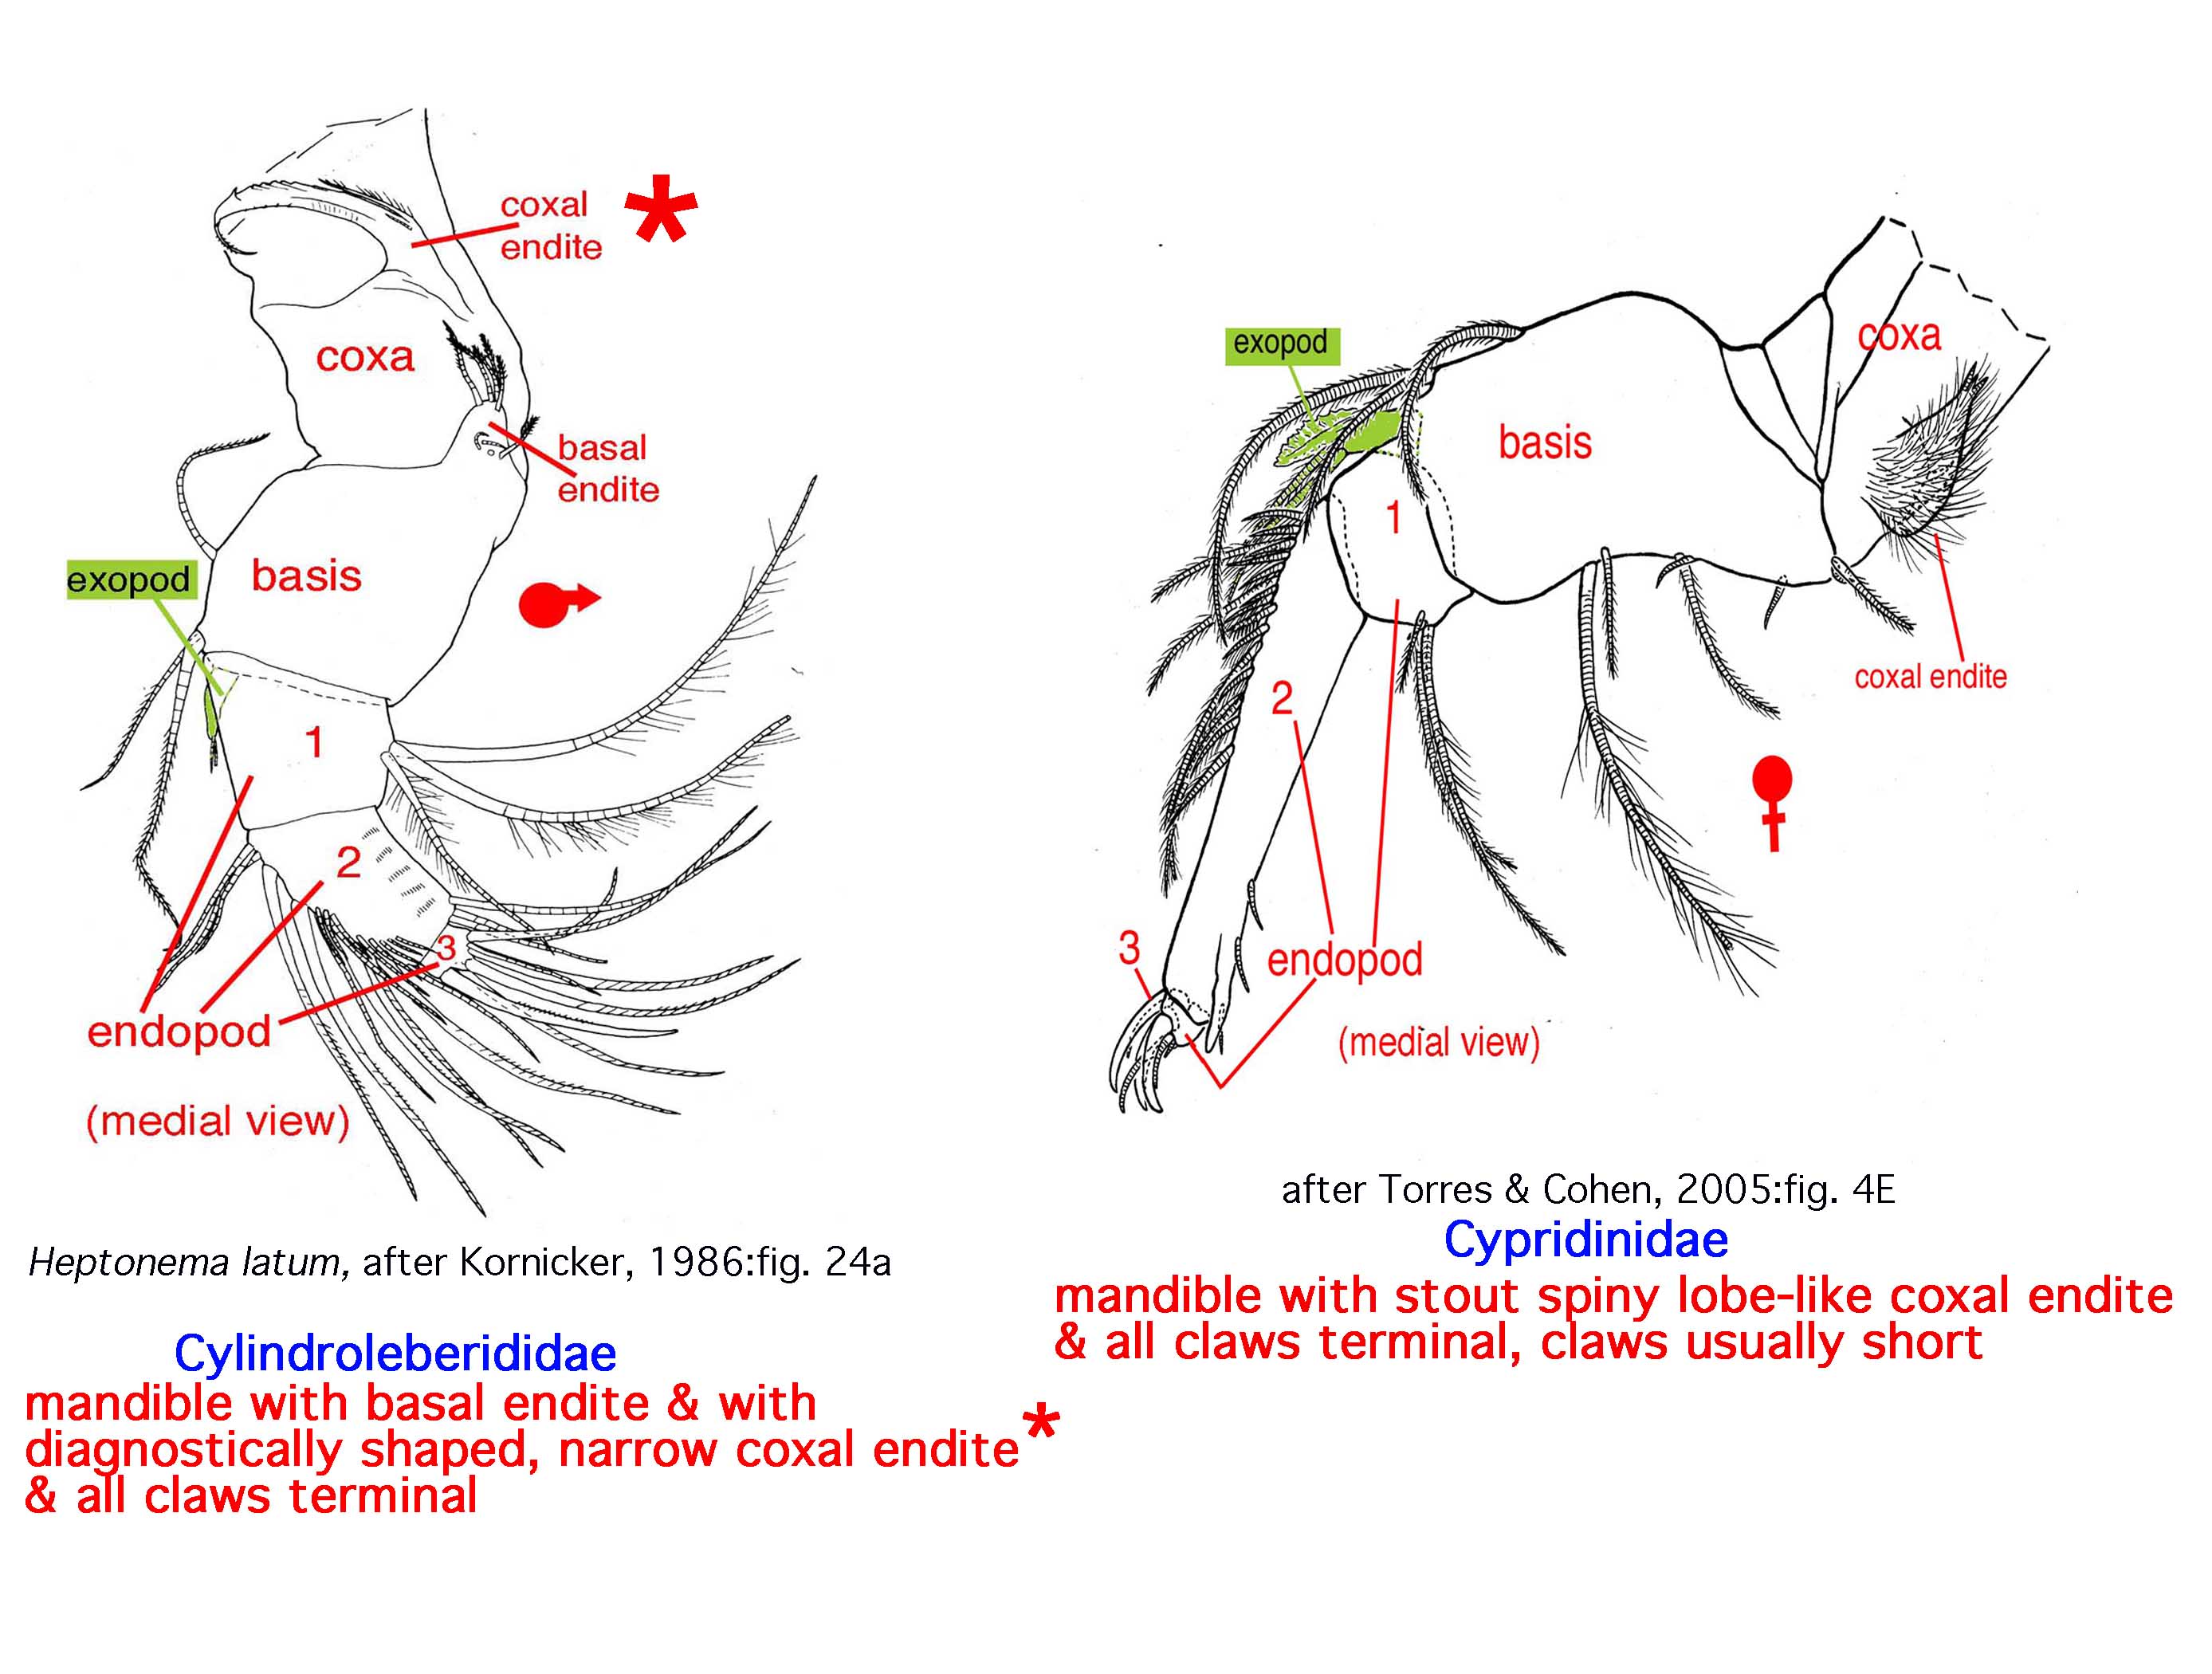 coxal
endite
*
coxa
basal
endite
exopod
basis
1
2
3
endopod
(medial view)
Heptonema latum, after Kornicker, 1986:fig. 24a
Cylindroleberididae
mandible with basal endite & with
diagnostically shaped, narrow coxal endite*
& all claws terminal
exopod
coxa
basis
1
coxal endite
2
3
endopod
(medial view)
after Torres & Cohen, 2005:fig. 4E
Cypridinidae
mandible with stout spiny lobe-like coxal endite
& all claws terminal, claws usually short